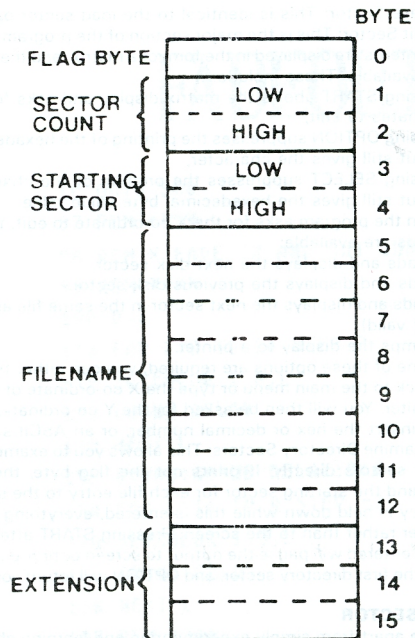 BYTE
FLAG BYTE 0
SECTOR COUNT LOW 1
HIGH 2
STARTING SECTOR LOW 3
HIGH 4
FILENAME 5
6
7
8
9
10
11
12
EXTENSION 13
14
15